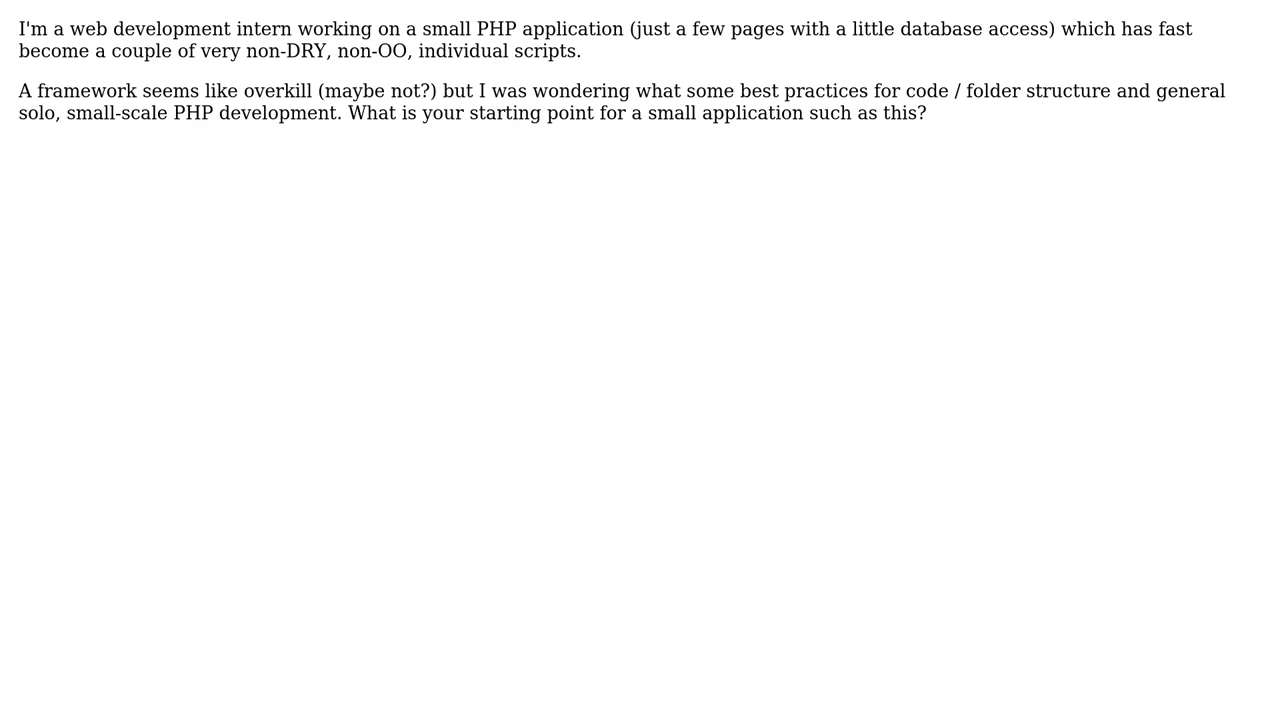 I'm a web development intern working on a small PHP application (just a few pages with a little database access) which has fast
become a couple of very non-DRY, non-OO, individual scripts.
A framework seems like overkill (maybe not?) but I was wondering what some best practices for code / folder structure and general
solo, small-scale PHP development. What is your starting point for a small application such as this?